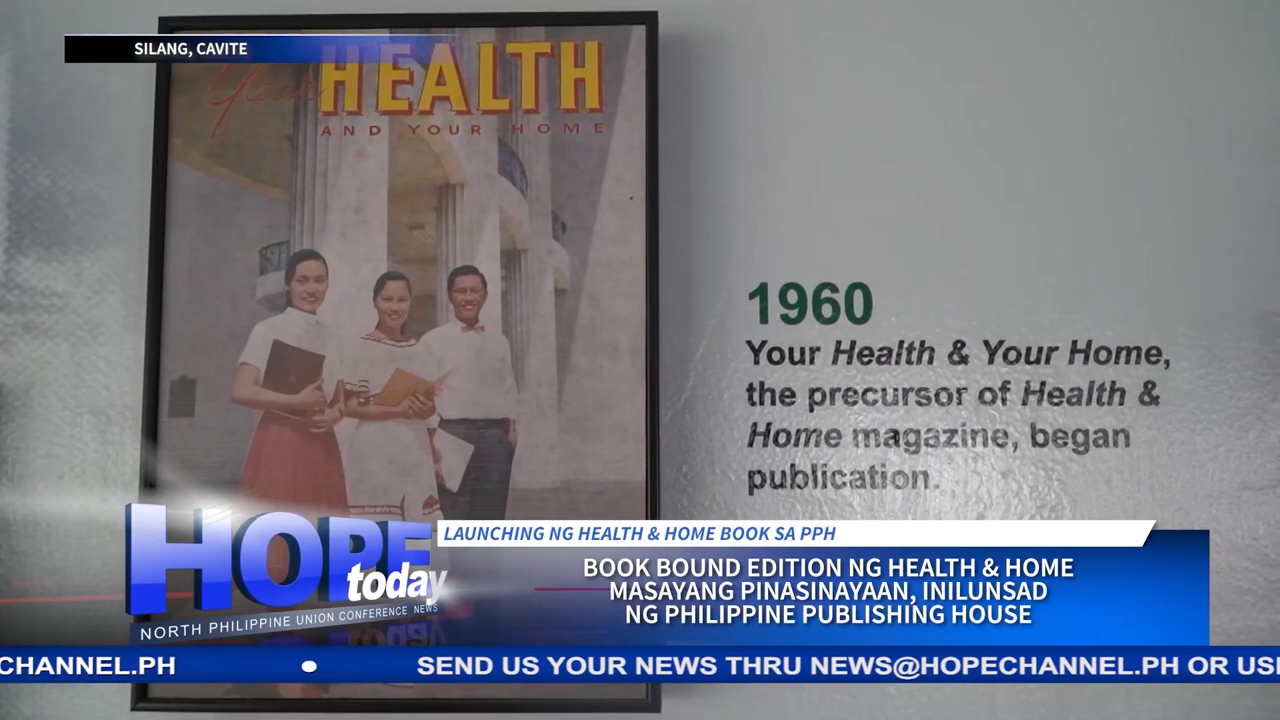 SILANG, CAVITE
Your HEALTH
AND YOUR HOME
1960
Your Health & Your Home,
the precursor of Health &
Home magazine, began
publication.
HOPE
today
NORTH PHILIPPINE UNION CONFERENCE NEWS
LAUNCHING NG HEALTH & HOME BOOK SA PPH
BOOK BOUND EDITION NG HEALTH & HOME
MASAYANG PINASINAYAAN, INILUNSAD
NG PHILIPPINE PUBLISHING HOUSE
CHANNEL.PH • SEND US YOUR NEWS THRU NEWS@HOPECHANNEL.PH OR USI